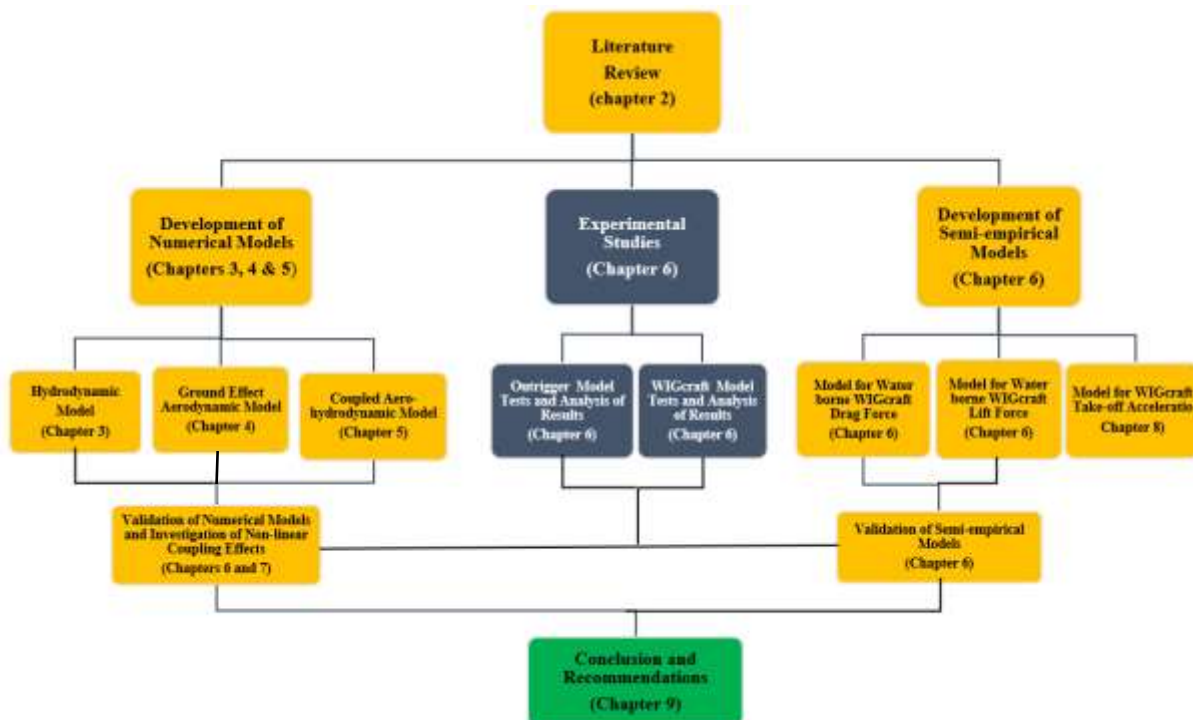 Literature
Review
(chapter 2)
Development of
Numerical Models
(Chapters 3, 4 & 5)
Experimental
Studies
(Chapter 6)
Development of
Semi-empirical
Models
(Chapter 6)
Hydrodynamic
Model
(Chapter 3)
Ground Effect
Aerodynamic Model
(Chapter 4)
Coupled Aero-
hydrodynamic Model
(Chapter 5)
Outrigger Model
Tests and Analysis of
Results
(Chapter 6)
WIGcraft Model
Tests and Analysis
of Results
(Chapter 6)
Model for Water
borne WIGcraft
Drag Force
(Chapter 6)
Model for Water
borne WIGcraft
Lift Force
(Chapter 6)
Model for WIGcraft
Take-off Acceleration
Chapter 8)
Validation of Numerical Models
and Investigation of Non-linear
Coupling Effects
(Chapters 6 and 7)
Validation of Semi-empirical
Models
(Chapter 6)
Conclusion and
Recommendations
(Chapter 9)